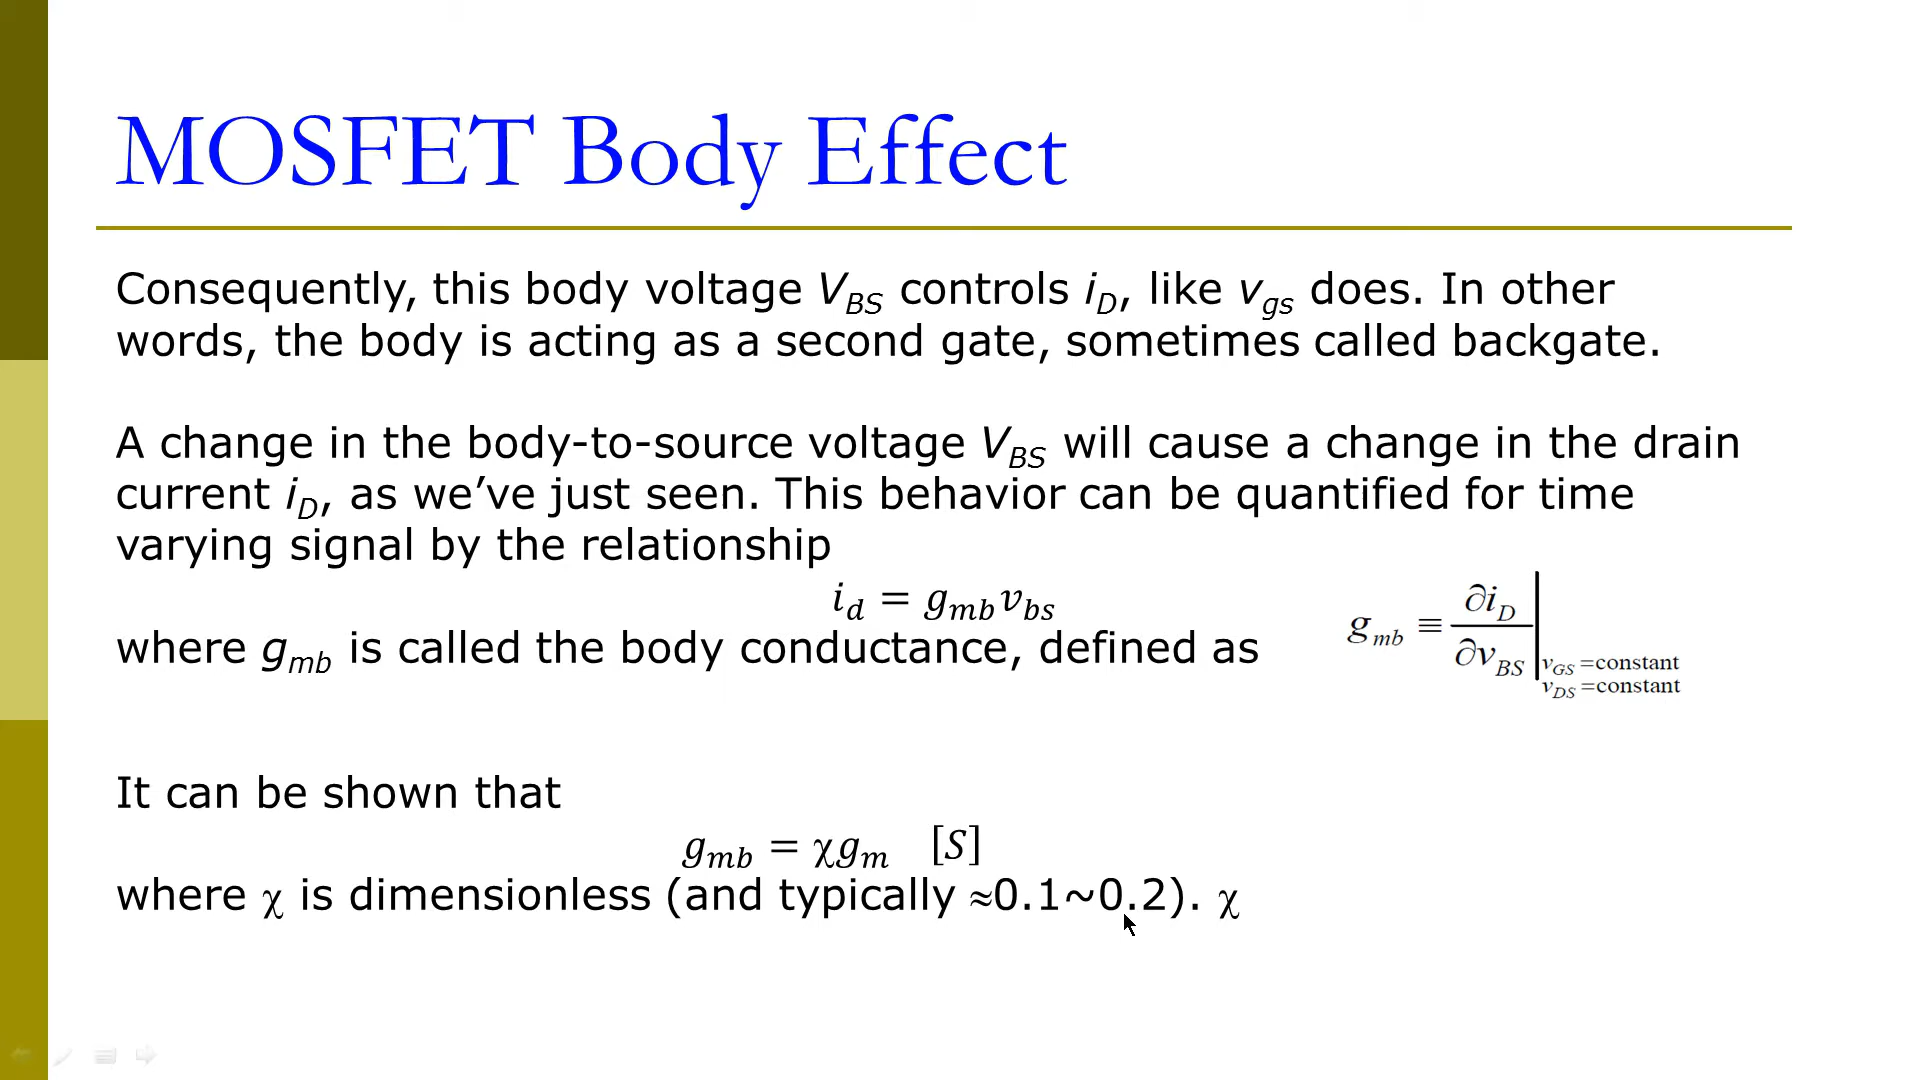 MOSFET Body Effect
Consequently, this body voltage V_BS controls i_D, like v_gs does. In other
words, the body is acting as a second gate, sometimes called backgate.
A change in the body-to-source voltage V_BS will cause a change in the drain
current i_D, as we’ve just seen. This behavior can be quantified for time
varying signal by the relationship
i_d = g_mb v_bs
where g_mb is called the body conductance, defined as
g_mb ≡ ∂i_D / ∂v_BS | v_GS =constant
v_DS =constant
It can be shown that
g_mb = χg_m [S]
where χ is dimensionless (and typically ≈0.1~0.2). χ